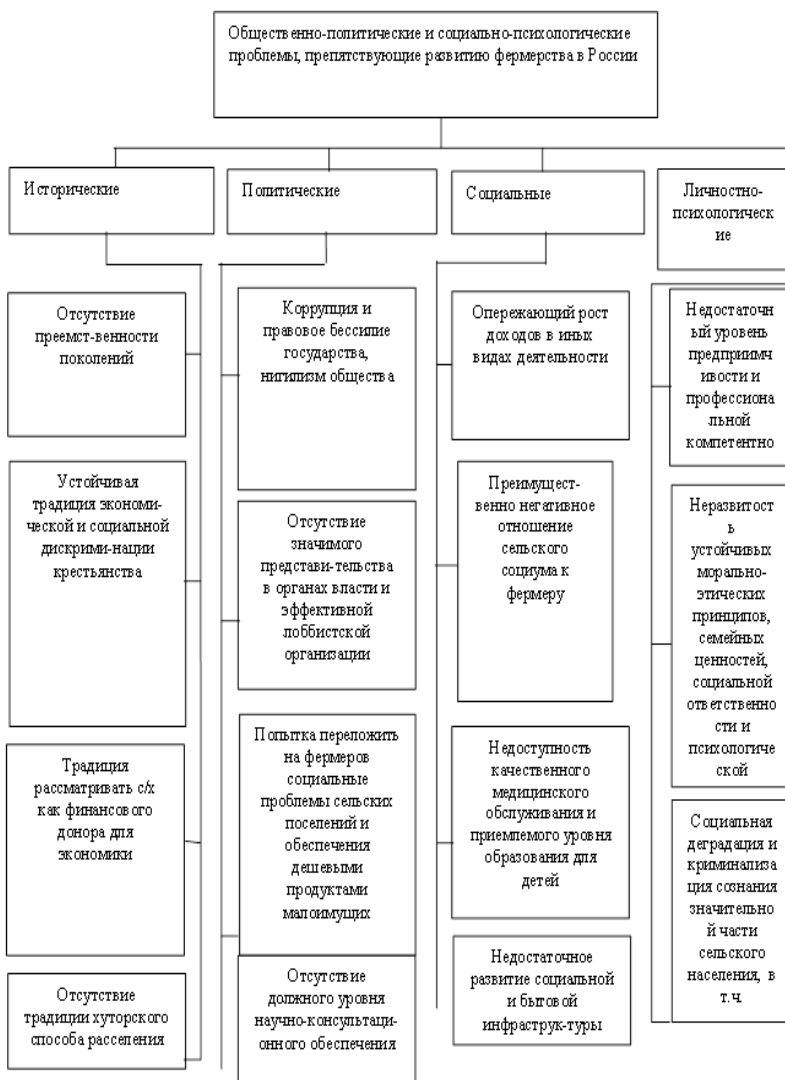 Общественно-политические и социально-психологические
проблемы, препятствующие развитию фермерства в России
Исторические
Политические
Социальные
Личностно-
психологическ
ие
Отсутствие
преемст-венности
поколений
Устойчивая
традиция экономи-
ческой и социальной
дискрими-нации
крестьянства
Традиция
рассматривать с/х
как финансового
донора для
экономики
Отсутствие
традиции хуторского
способа расселения
Коррупция и
правовое бессилие
государства,
нигилизм общества
Отсутствие
значимого
представи-тельства
в органах власти и
эффективной
лоббистской
организации
Попытка переложить
на фермеров
социальные
проблемы сельских
поселений и
обеспечения
дешевыми
продуктами
малоимущих
Отсутствие
должного уровня
научно-консультаци-
онного обеспечения
Опережающий рост
доходов в иных
видах деятельности
Преимущест-
венно негативное
отношение
сельского
социума к
фермеру
Недоступность
качественного
медицинского
обслуживания и
приемлемого уровня
образования для
детей
Недостаточное
развитие социальной
и бытовой
инфраструк-туры
Недостаточн
ый уровень
предприимч
ивости и
профессиона
льной
компетентно
Неразвитост
ь
устойчивых
морально-
этических
принципов,
семейных
ценностей,
социальной
ответственно
сти и
психологиче
ской
Социальная
деградация и
криминализ
ация сознания
значительно
й части
сельского
населения, в
т.ч.